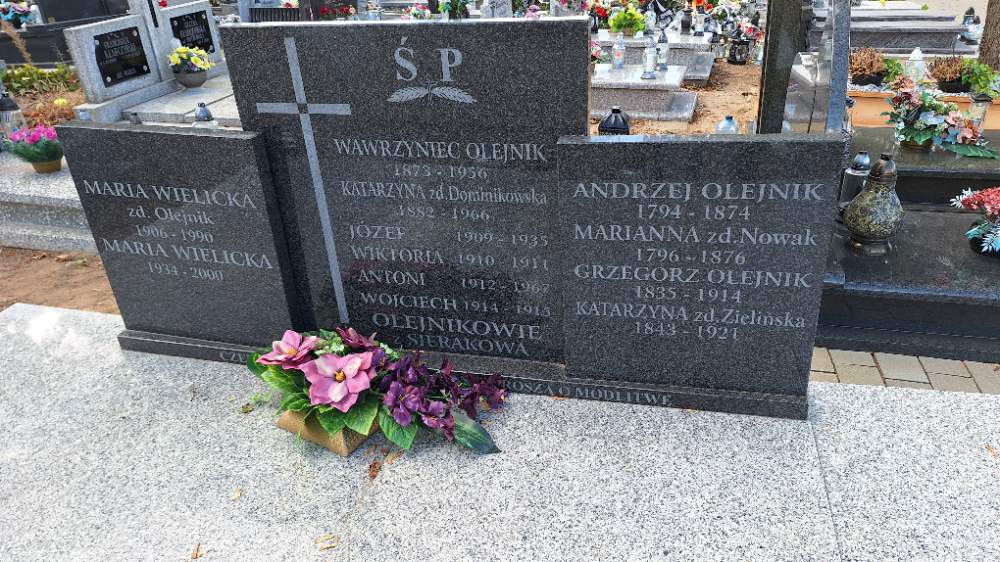 MARIA WIELICKA
zd. Olejnik
1906 - 1990
MARIA WIELICKA
1934 - 2000
Ś P
WAWRZYNIEC OLEJNIK
1873 - 1956
KATARZYNA zd. Dominikowska
1882 - 1966
JÓZEF 1909 - 1935
WIKTORIA 1910 - 1911
ANTONI 1912 - 1967
WOJCIECH 1914 - 1915
OLEJNIKOWIE
Z SIERAKOWA
ANDRZEJ OLEJNIK
1794 - 1874
MARIANNA zd. Nowak
1796 - 1876
GRZEGORZ OLEJNIK
1835 - 1914
KATARZYNA zd. Zielińska
1843 - 1921
PROSZĄ O MODLITWĘ